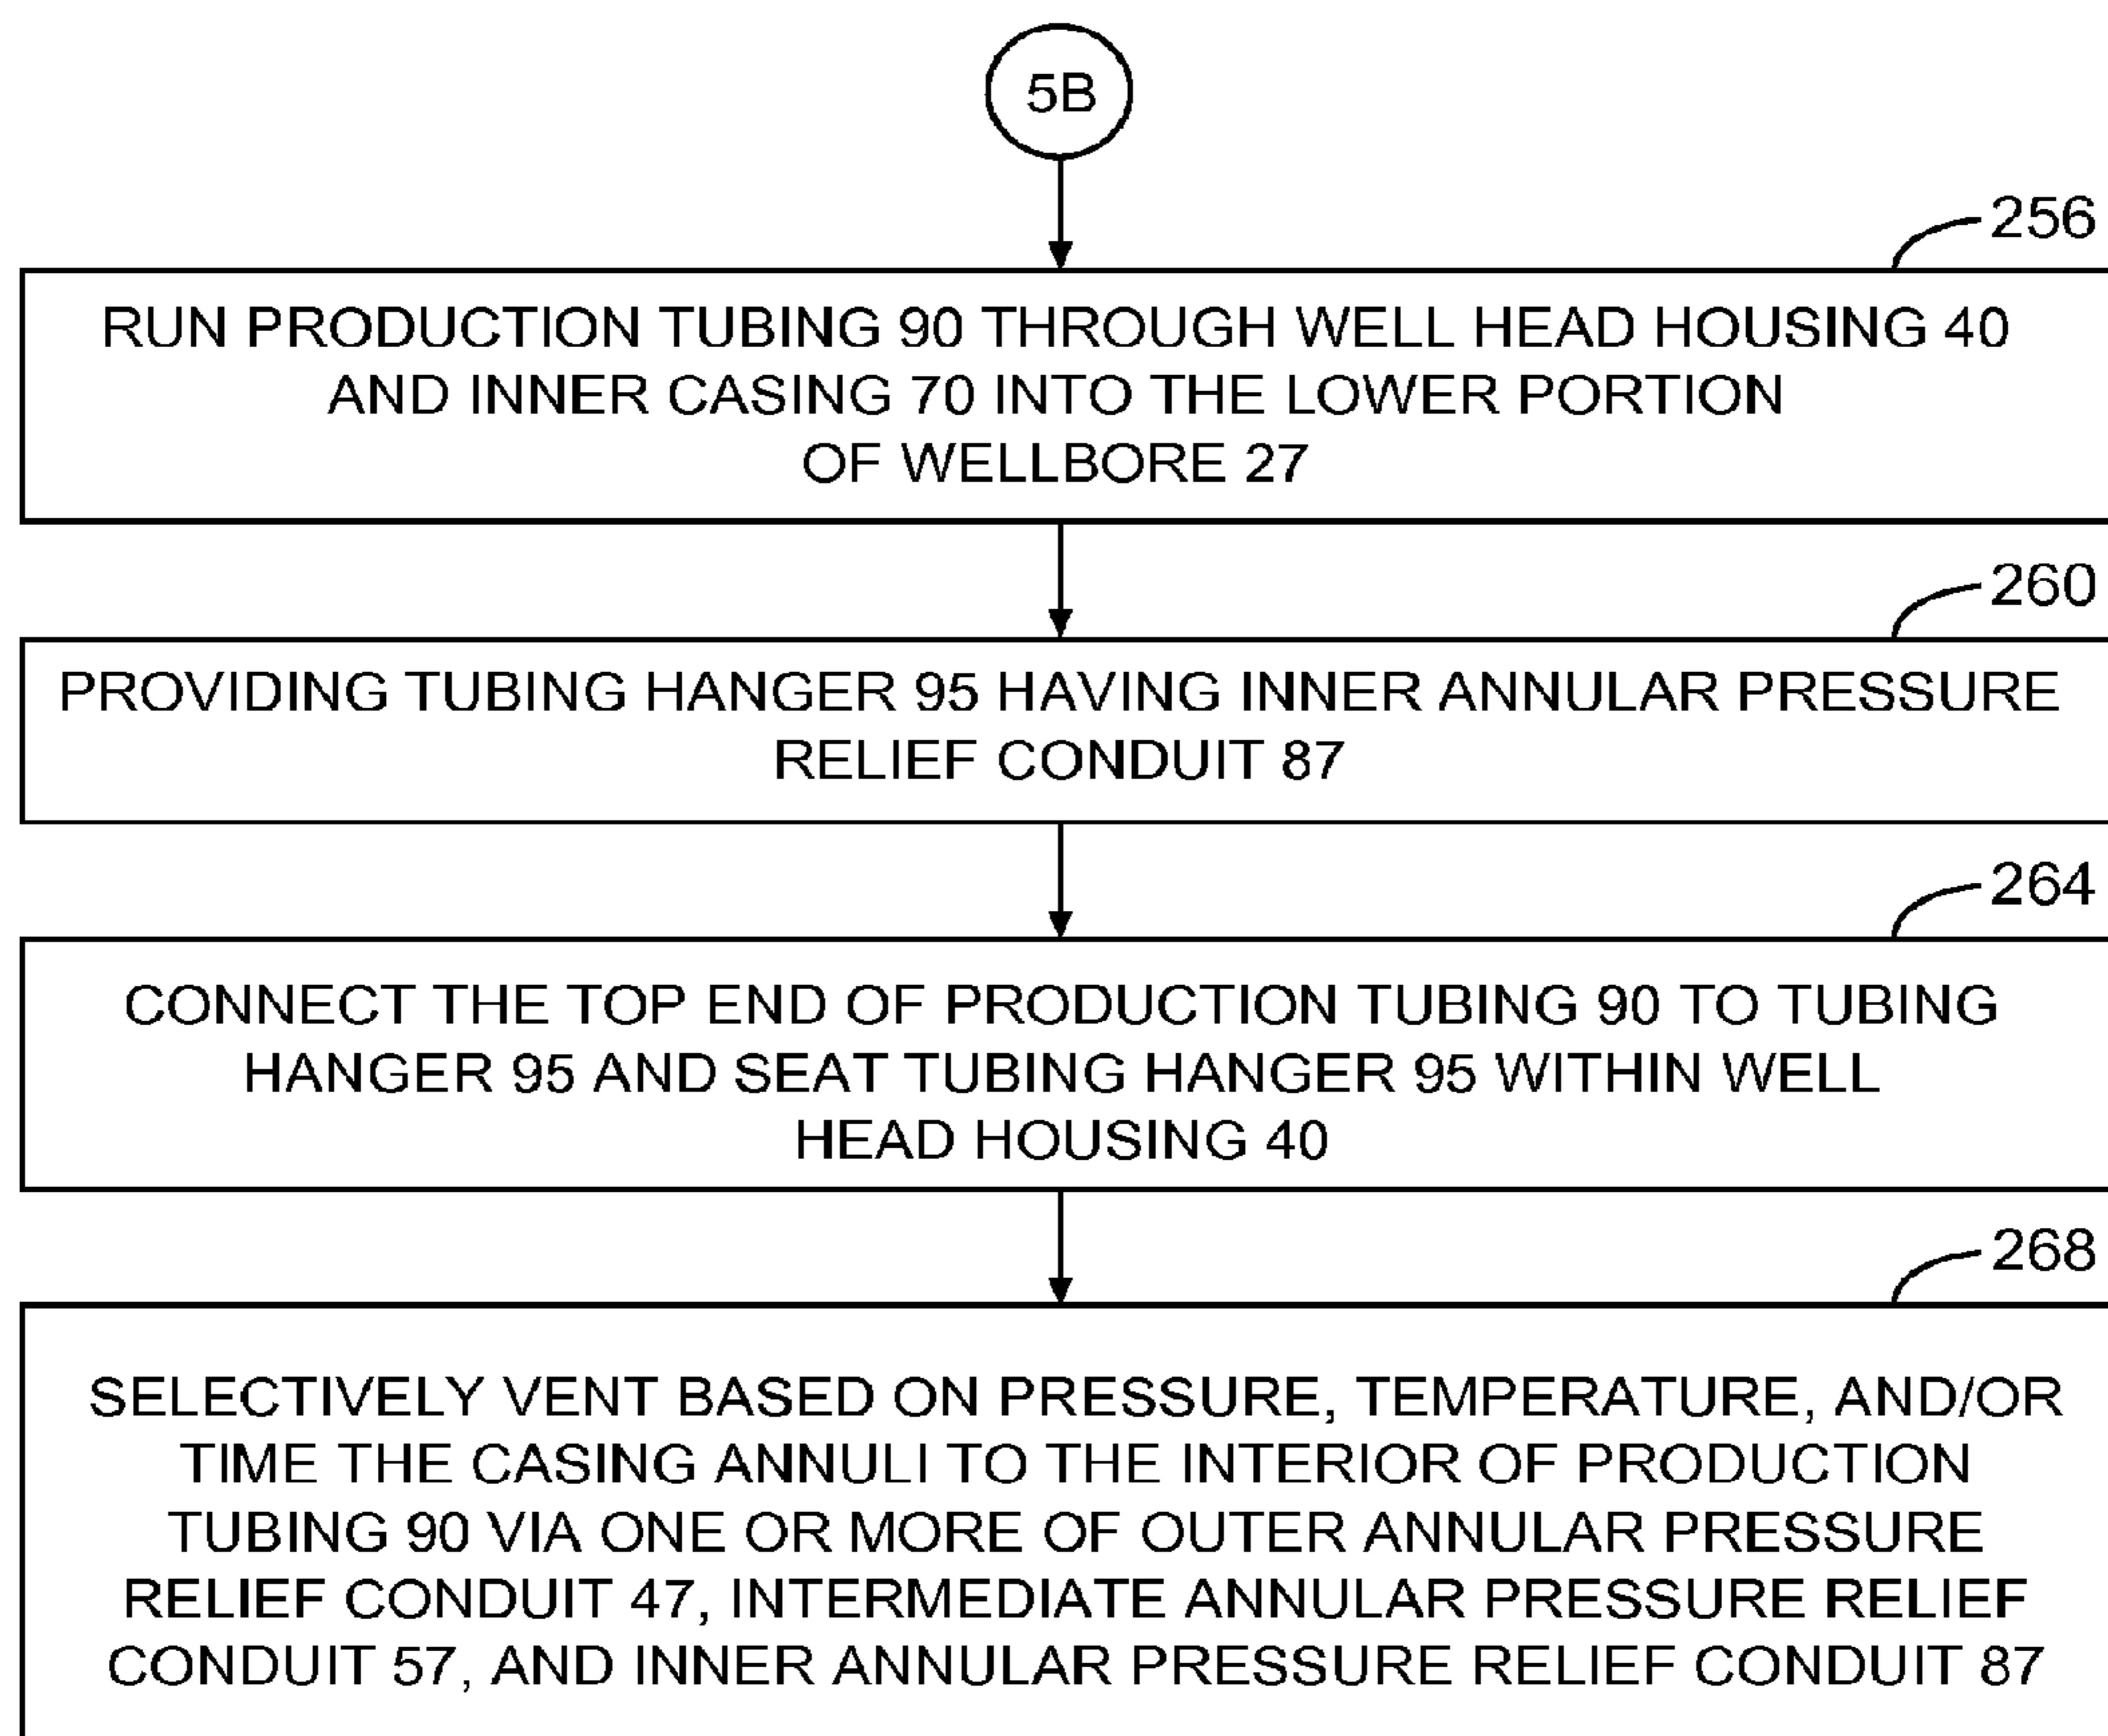 5B
256
RUN PRODUCTION TUBING 90 THROUGH WELL HEAD HOUSING 40
AND INNER CASING 70 INTO THE LOWER PORTION
OF WELLBORE 27
260
PROVIDING TUBING HANGER 95 HAVING INNER ANNULAR PRESSURE
RELIEF CONDUIT 87
264
CONNECT THE TOP END OF PRODUCTION TUBING 90 TO TUBING
HANGER 95 AND SEAT TUBING HANGER 95 WITHIN WELL
HEAD HOUSING 40
268
SELECTIVELY VENT BASED ON PRESSURE, TEMPERATURE, AND/OR
TIME THE CASING ANNULI TO THE INTERIOR OF PRODUCTION
TUBING 90 VIA ONE OR MORE OF OUTER ANNULAR PRESSURE
RELIEF CONDUIT 47, INTERMEDIATE ANNULAR PRESSURE RELIEF
CONDUIT 57, AND INNER ANNULAR PRESSURE RELIEF CONDUIT 87